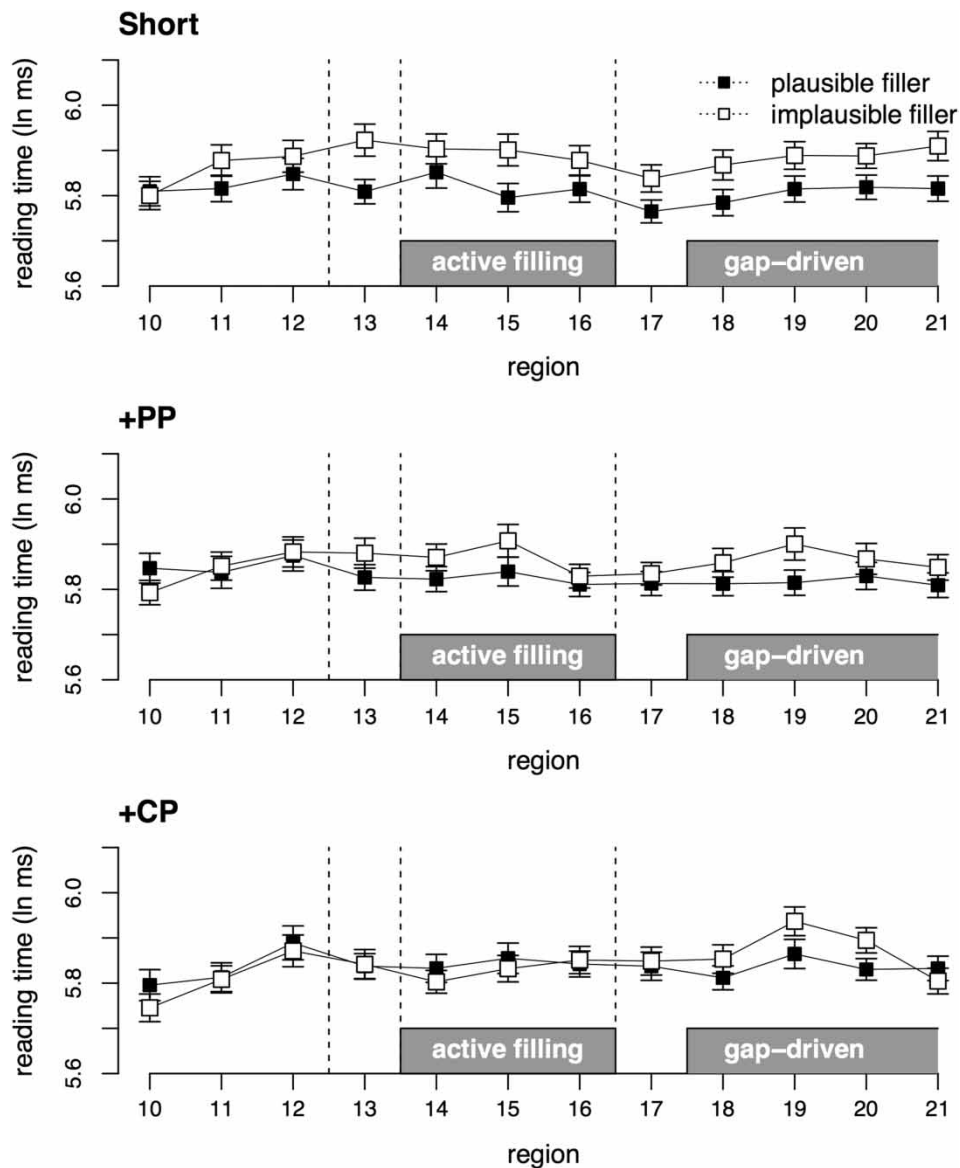 Short
plausible filler
implausible filler
reading time (ln ms)
6.0
5.8
5.6
active filling
gap–driven
10 11 12 13 14 15 16 17 18 19 20 21
region
+PP
reading time (ln ms)
6.0
5.8
5.6
active filling
gap–driven
10 11 12 13 14 15 16 17 18 19 20 21
region
+CP
reading time (ln ms)
6.0
5.8
5.6
active filling
gap–driven
10 11 12 13 14 15 16 17 18 19 20 21
region